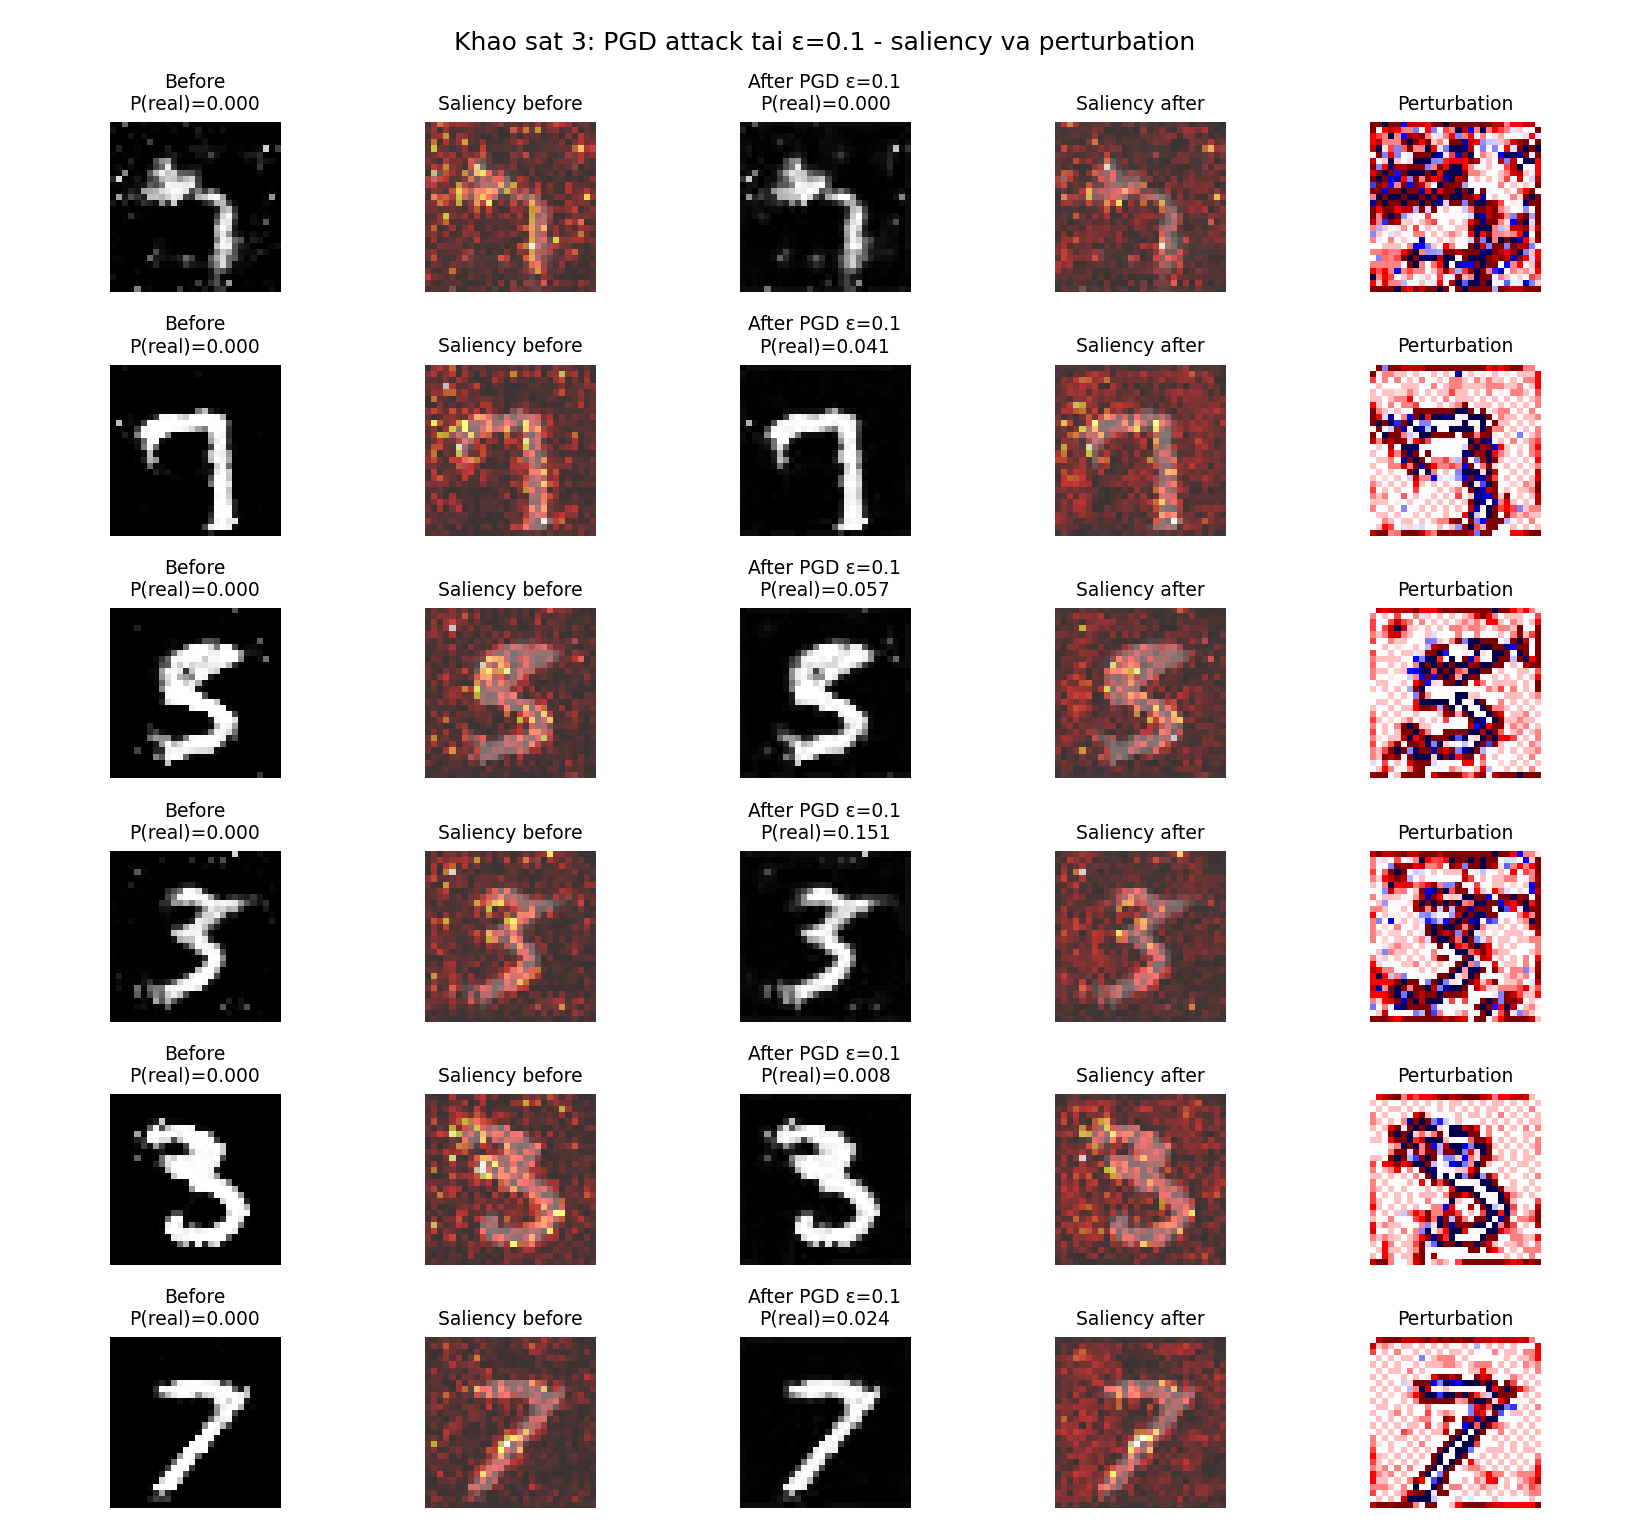 Khao sat 3: PGD attack tai ε=0.1 - saliency va perturbation
Before
P(real)=0.000
Saliency before
After PGD ε=0.1
P(real)=0.000
Saliency after
Perturbation
Before
P(real)=0.000
Saliency before
After PGD ε=0.1
P(real)=0.041
Saliency after
Perturbation
Before
P(real)=0.000
Saliency before
After PGD ε=0.1
P(real)=0.057
Saliency after
Perturbation
Before
P(real)=0.000
Saliency before
After PGD ε=0.1
P(real)=0.151
Saliency after
Perturbation
Before
P(real)=0.000
Saliency before
After PGD ε=0.1
P(real)=0.008
Saliency after
Perturbation
Before
P(real)=0.000
Saliency before
After PGD ε=0.1
P(real)=0.024
Saliency after
Perturbation